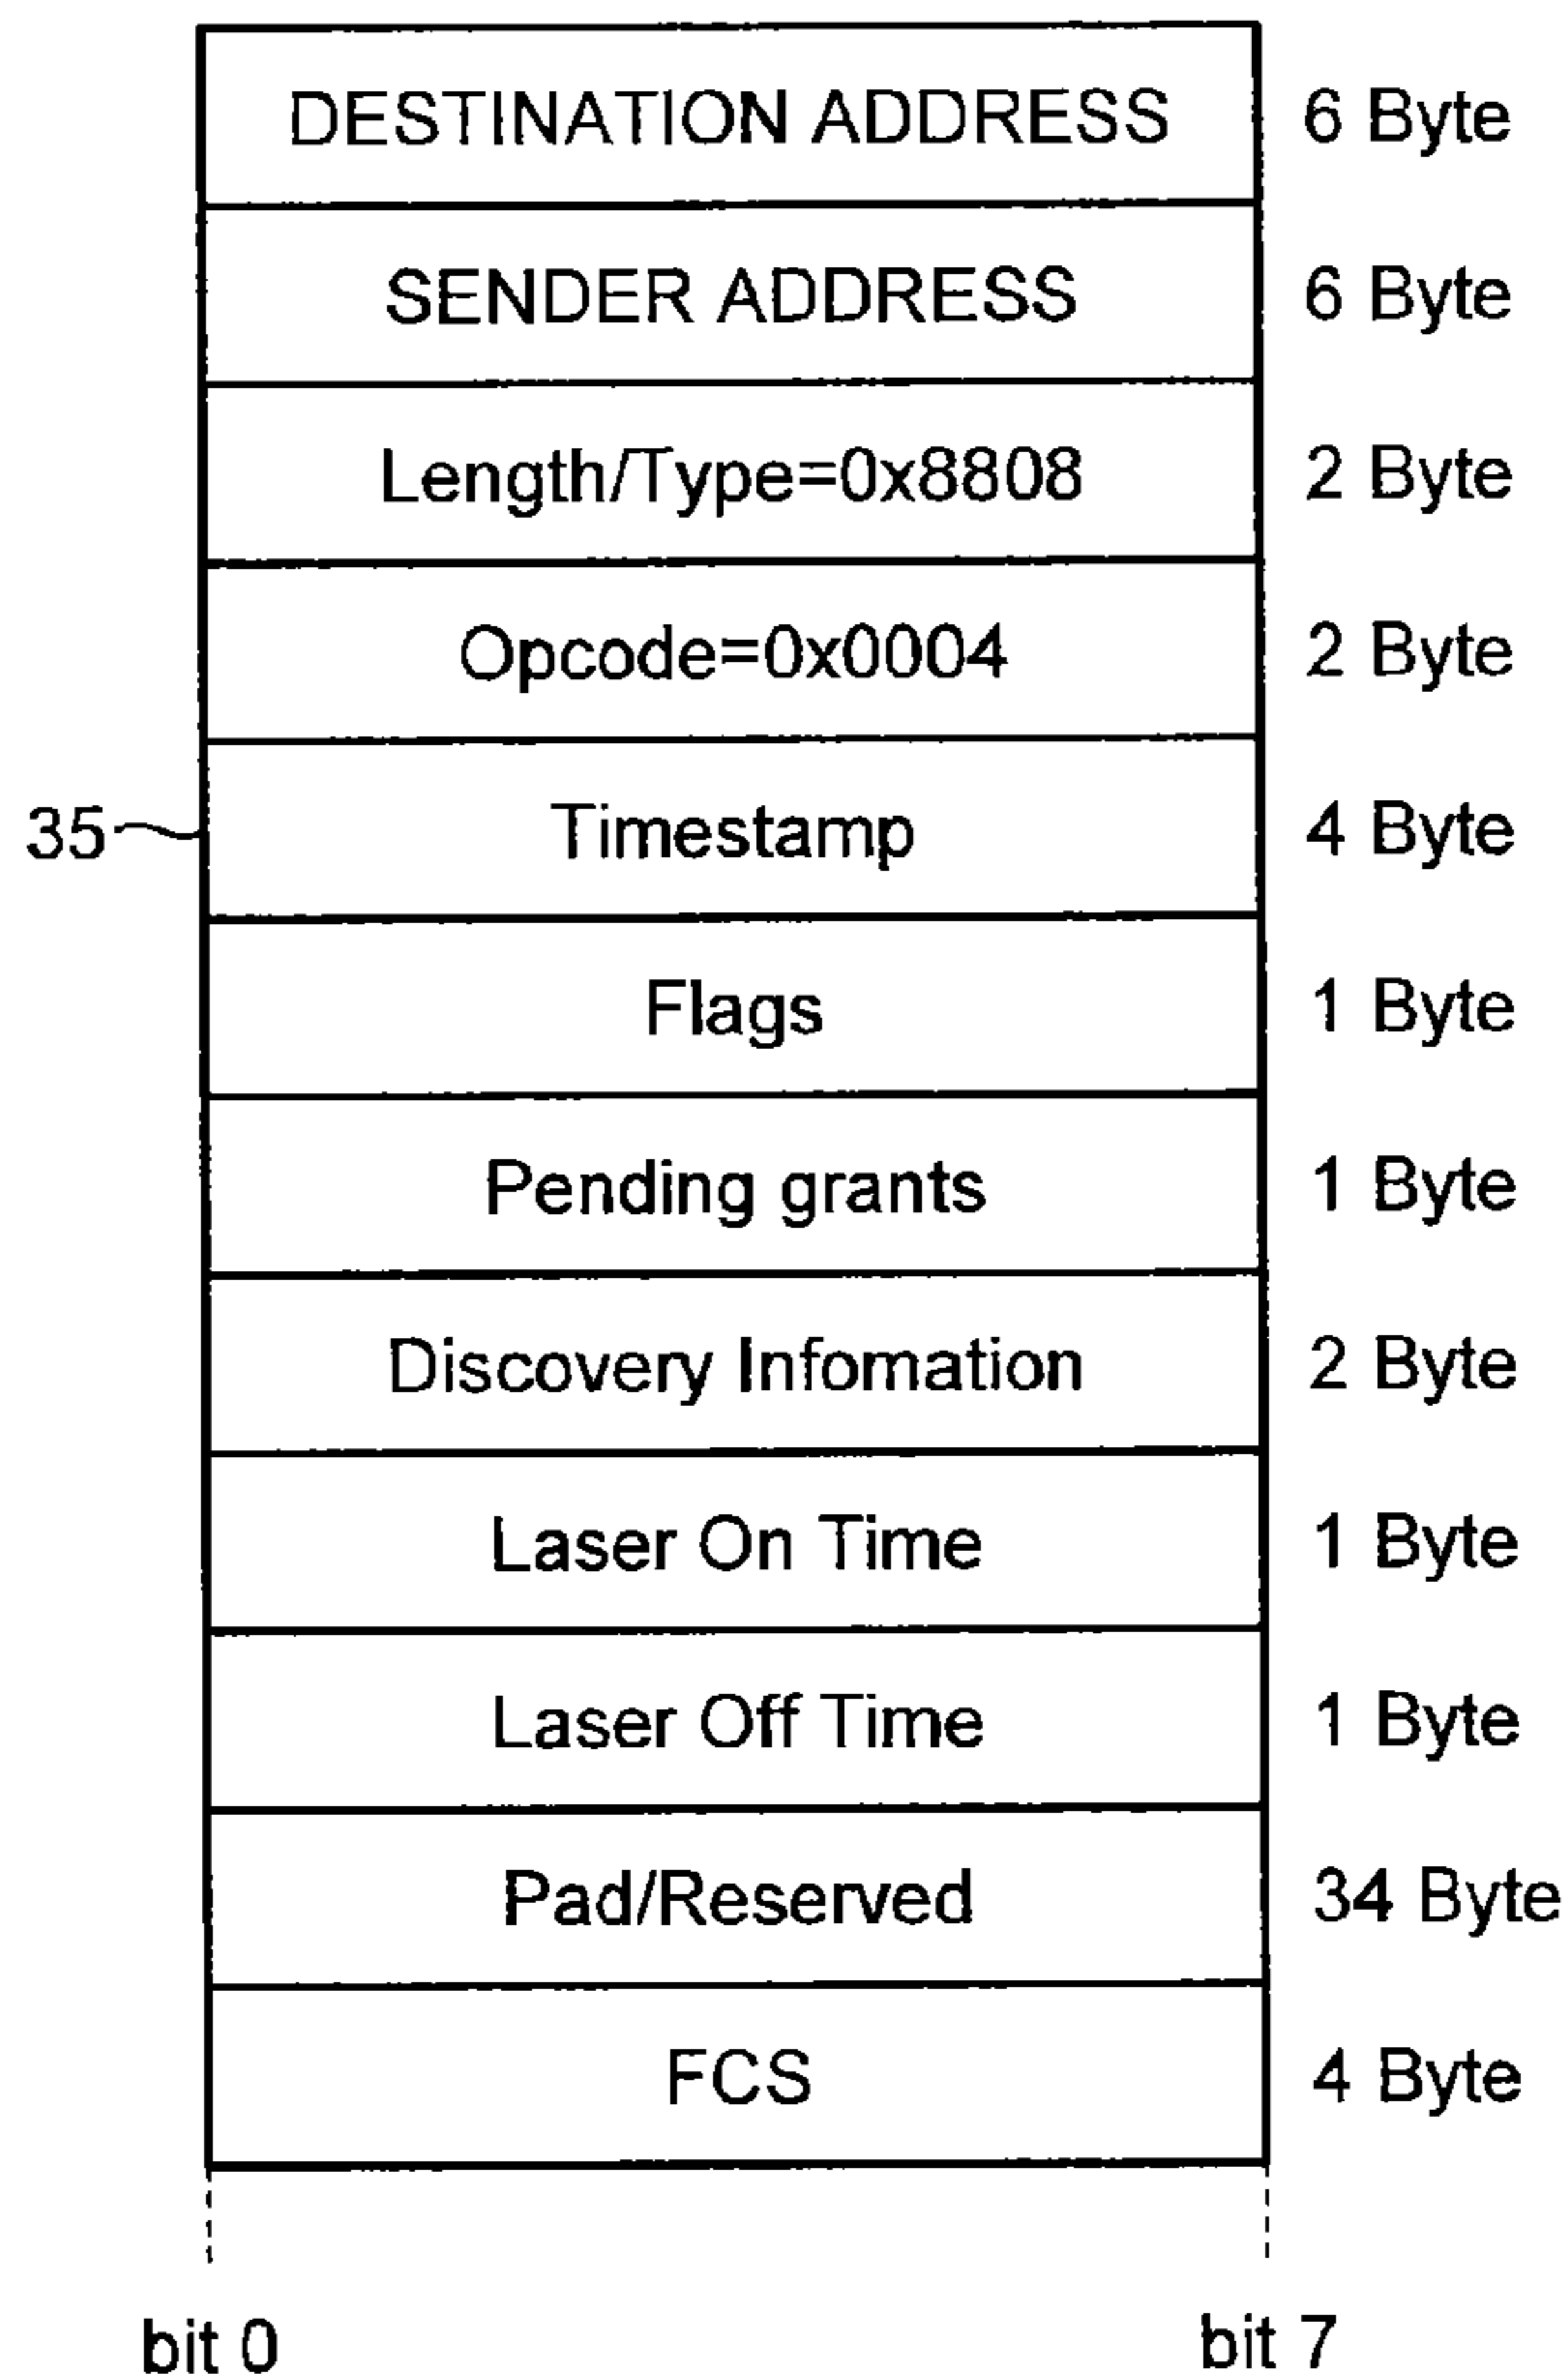 DESTINATION ADDRESS 6 Byte
SENDER ADDRESS 6 Byte
Length/Type=0x8808 2 Byte
Opcode=0x0004 2 Byte
35 Timestamp 4 Byte
Flags 1 Byte
Pending grants 1 Byte
Discovery Infomation 2 Byte
Laser On Time 1 Byte
Laser Off Time 1 Byte
Pad/Reserved 34 Byte
FCS 4 Byte
bit 0 bit 7